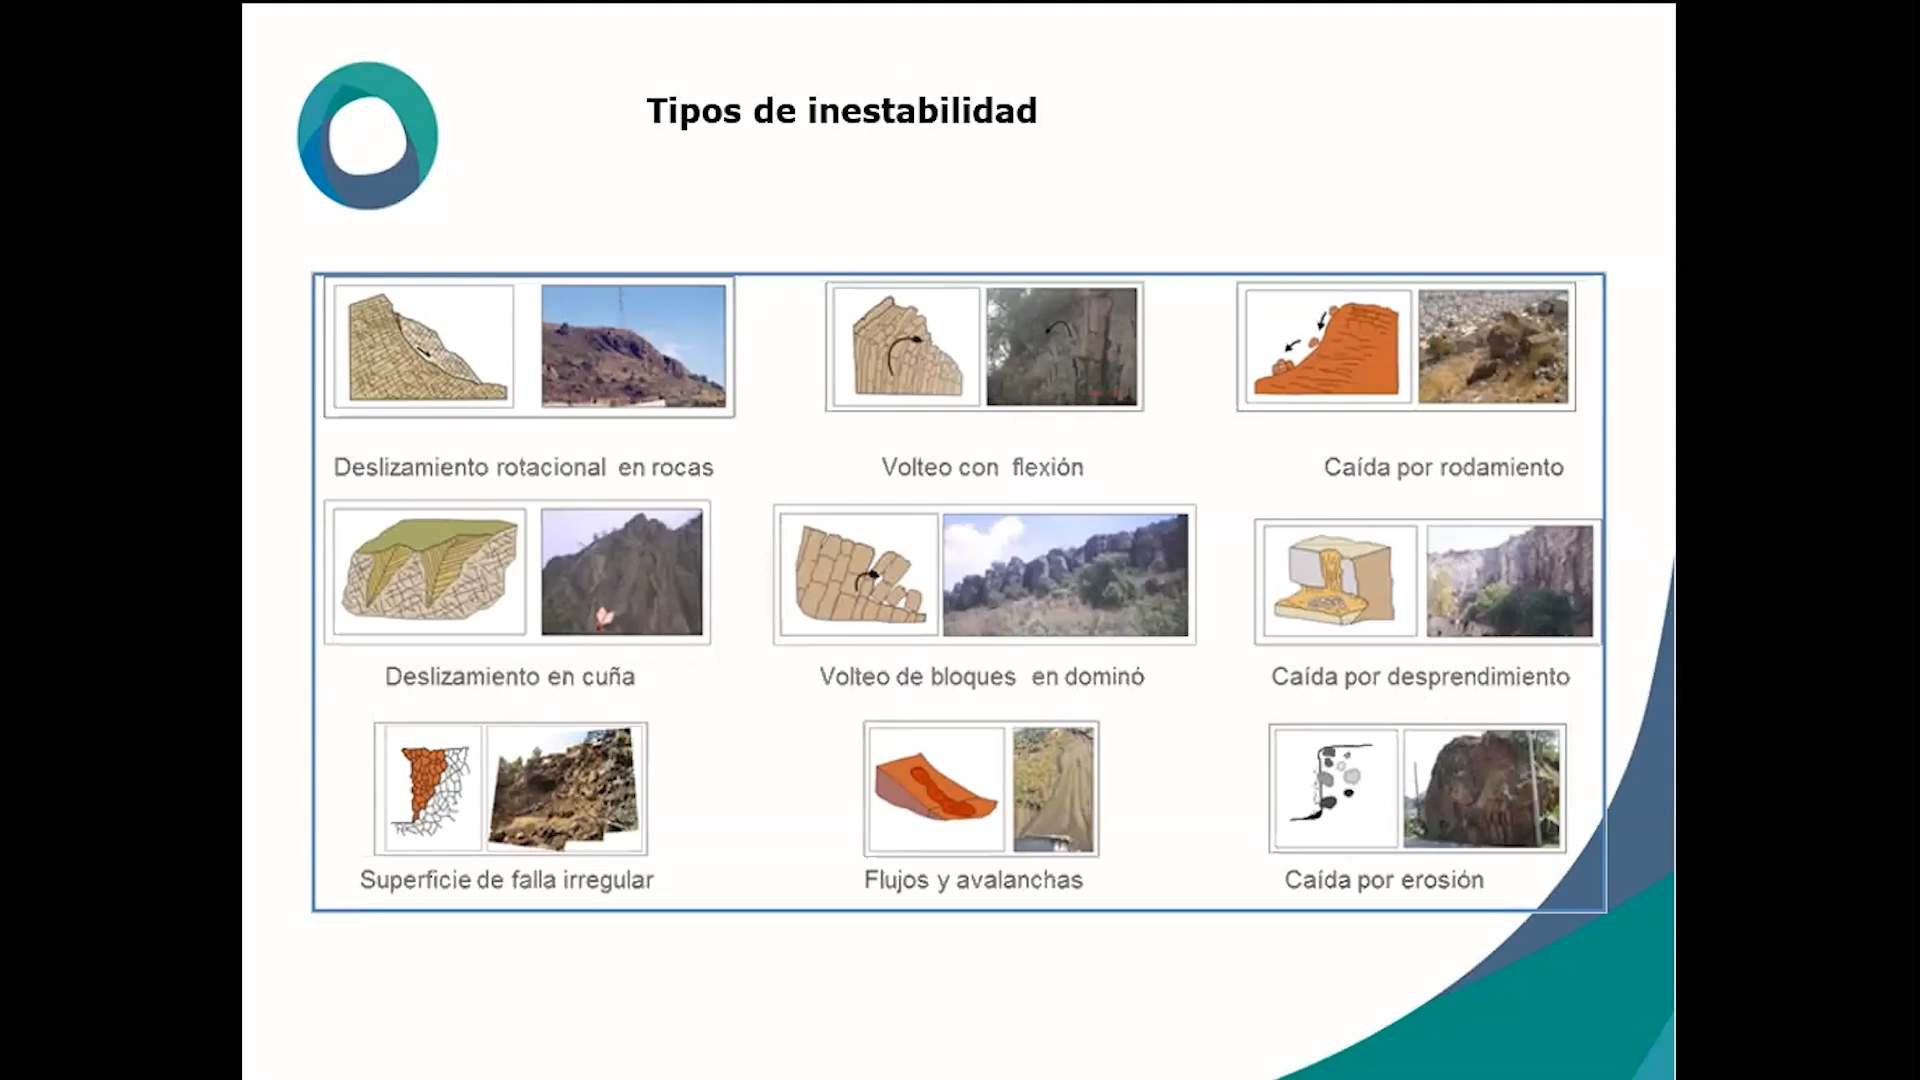 Tipos de inestabilidad
Deslizamiento rotacional en rocas
Volteo con flexión
Caída por rodamiento
Deslizamiento en cuña
Volteo de bloques en dominó
Caída por desprendimiento
Superficie de falla irregular
Flujos y avalanchas
Caída por erosión